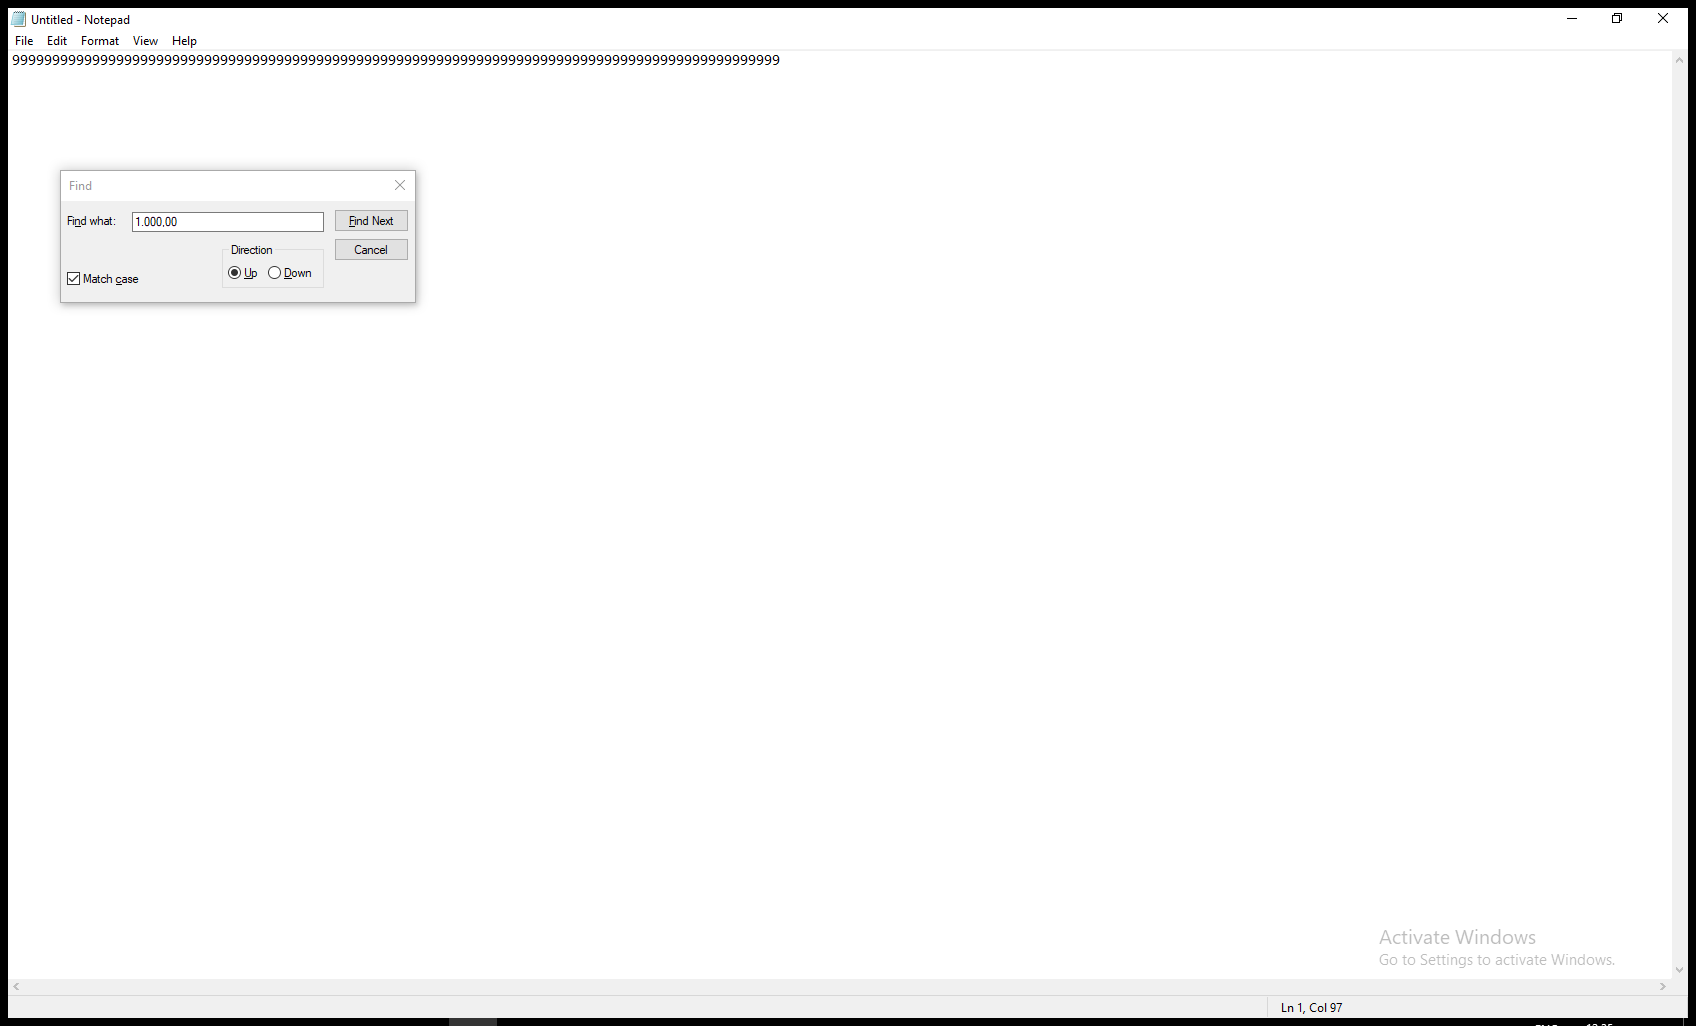 Untitled - Notepad
File Edit Format View Help
999999999999999999999999999999999999999999999999999999999999999999999999999999999999999999999999
Find
Find what: 1.000,00 Find Next
Direction Cancel
Up Down
Match case
Activate Windows
Go to Settings to activate Windows.
Ln 1, Col 97